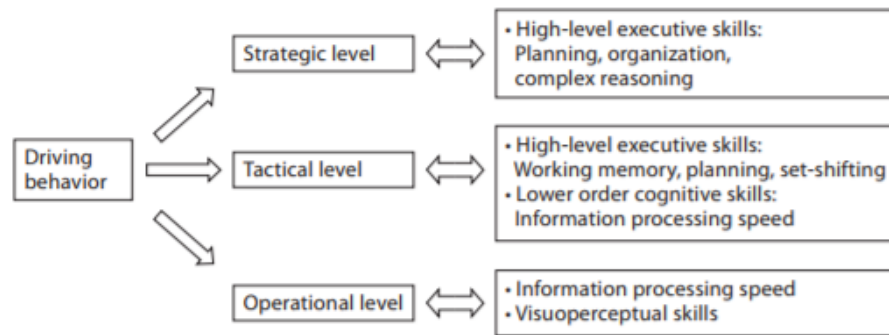 Strategic level
• High-level executive skills:
Planning, organization,
complex reasoning
Driving
behavior
Tactical level
• High-level executive skills:
Working memory, planning, set-shifting
• Lower order cognitive skills:
Information processing speed
Operational level
• Information processing speed
• Visuoperceptual skills